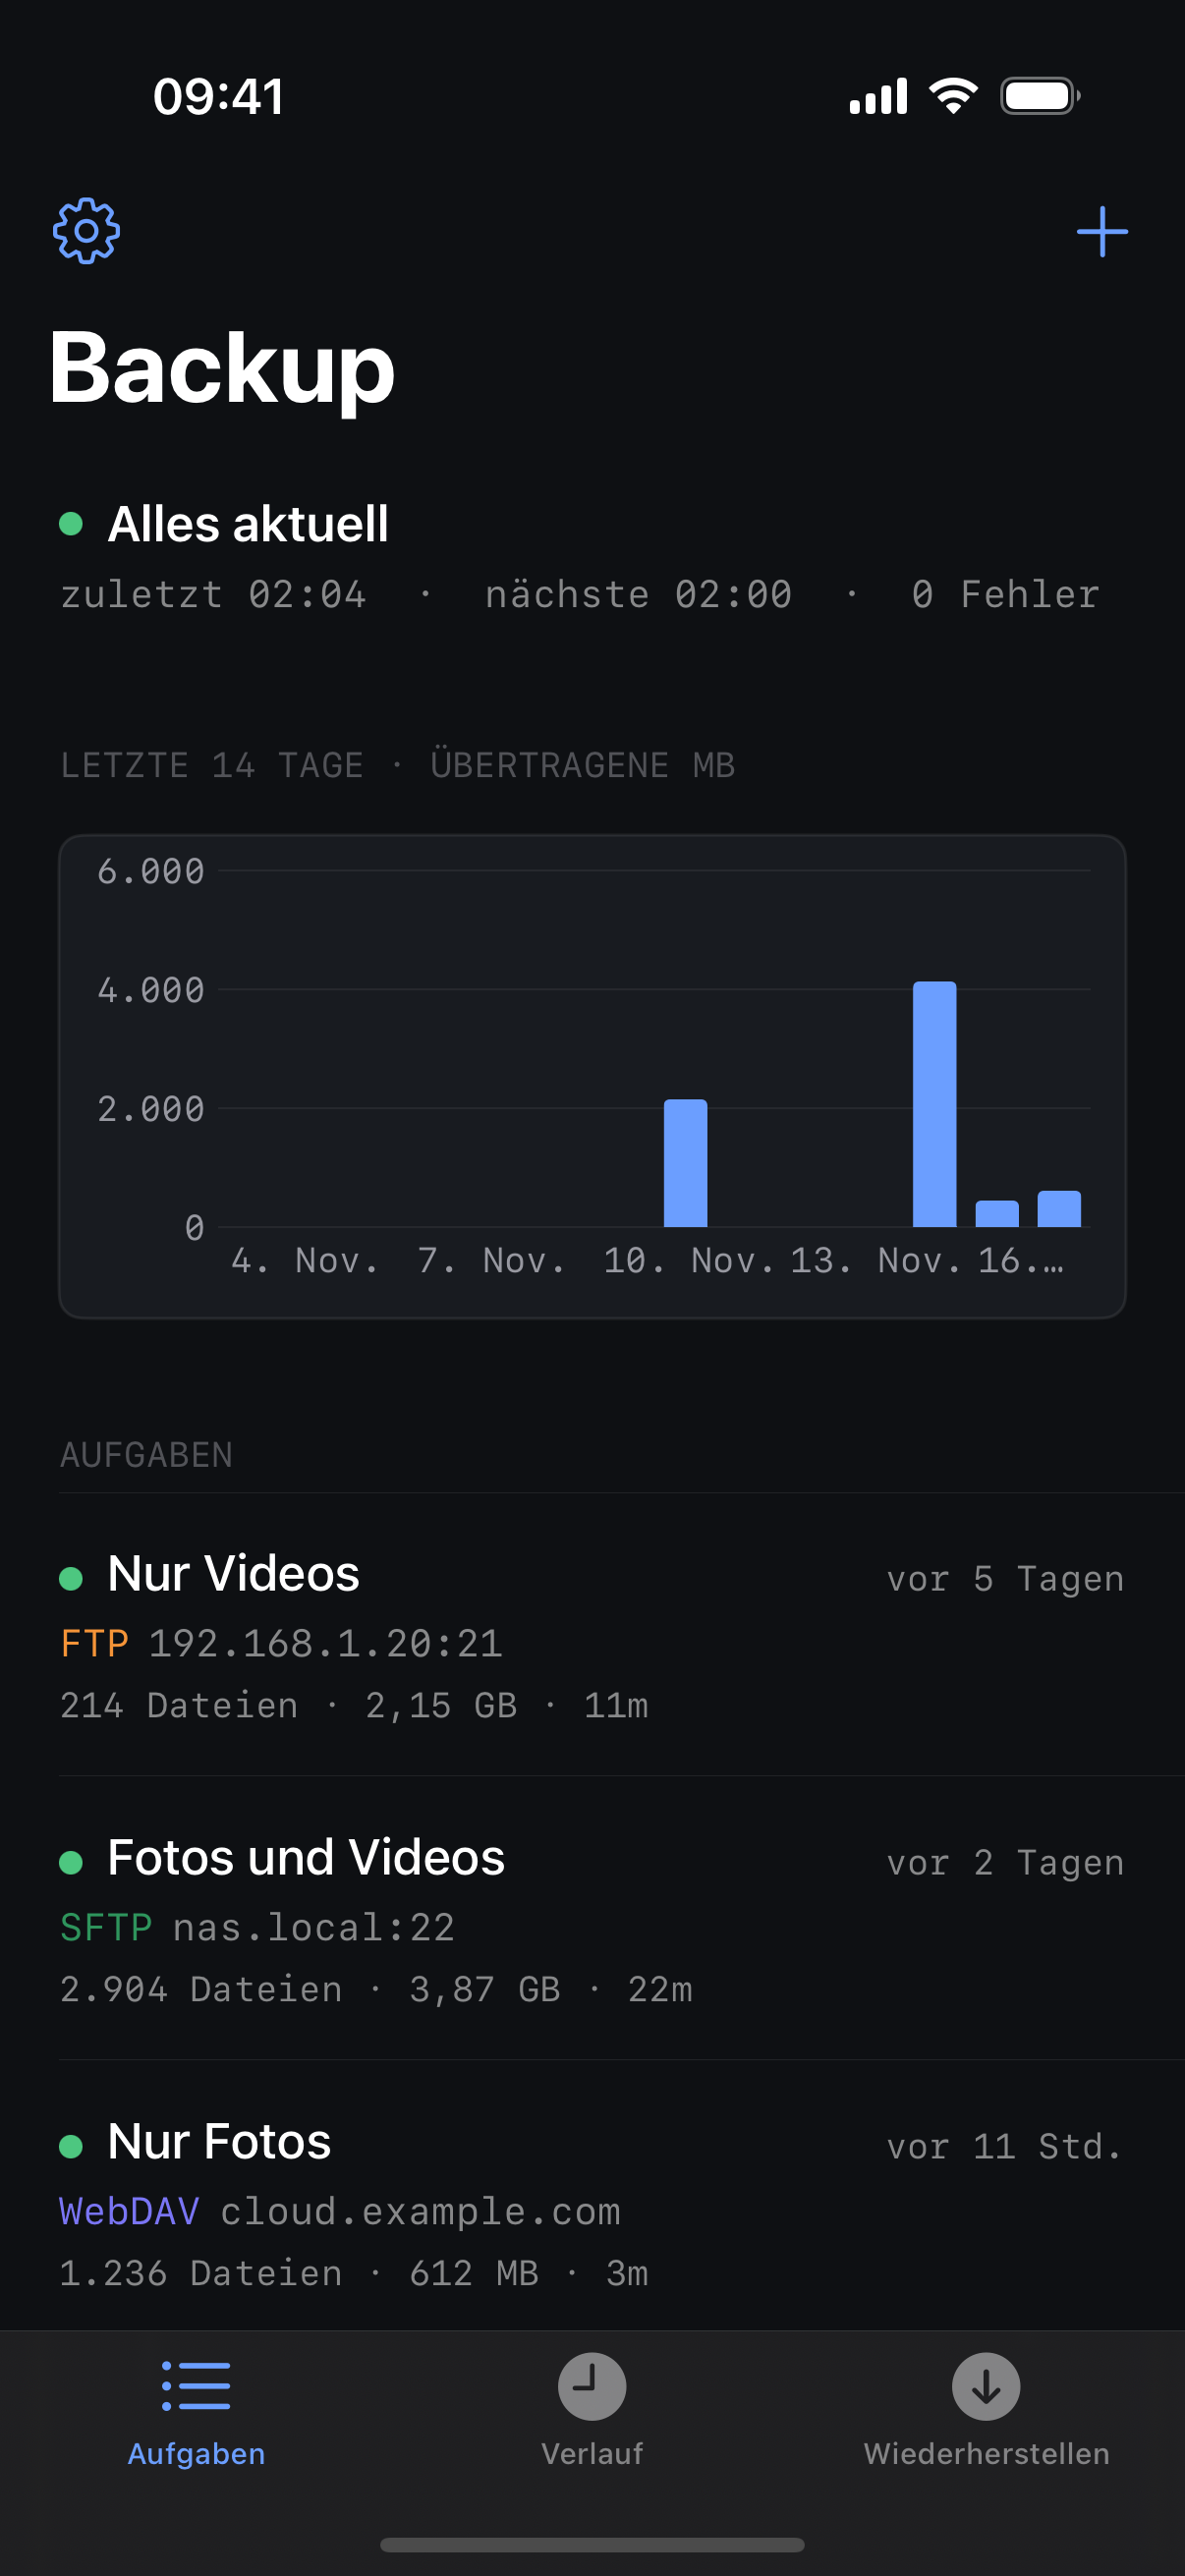 09:41
Backup
Alles aktuell
zuletzt 02:04 · nächste 02:00 · 0 Fehler
LETZTE 14 TAGE · ÜBERTRAGENE MB
6.000
4.000
2.000
0
4. Nov. 7. Nov. 10. Nov. 13. Nov. 16.…
AUFGABEN
Nur Videos vor 5 Tagen
FTP 192.168.1.20:21
214 Dateien · 2,15 GB · 11m
Fotos und Videos vor 2 Tagen
SFTP nas.local:22
2.904 Dateien · 3,87 GB · 22m
Nur Fotos vor 11 Std.
WebDAV cloud.example.com
1.236 Dateien · 612 MB · 3m
Aufgaben Verlauf Wiederherstellen